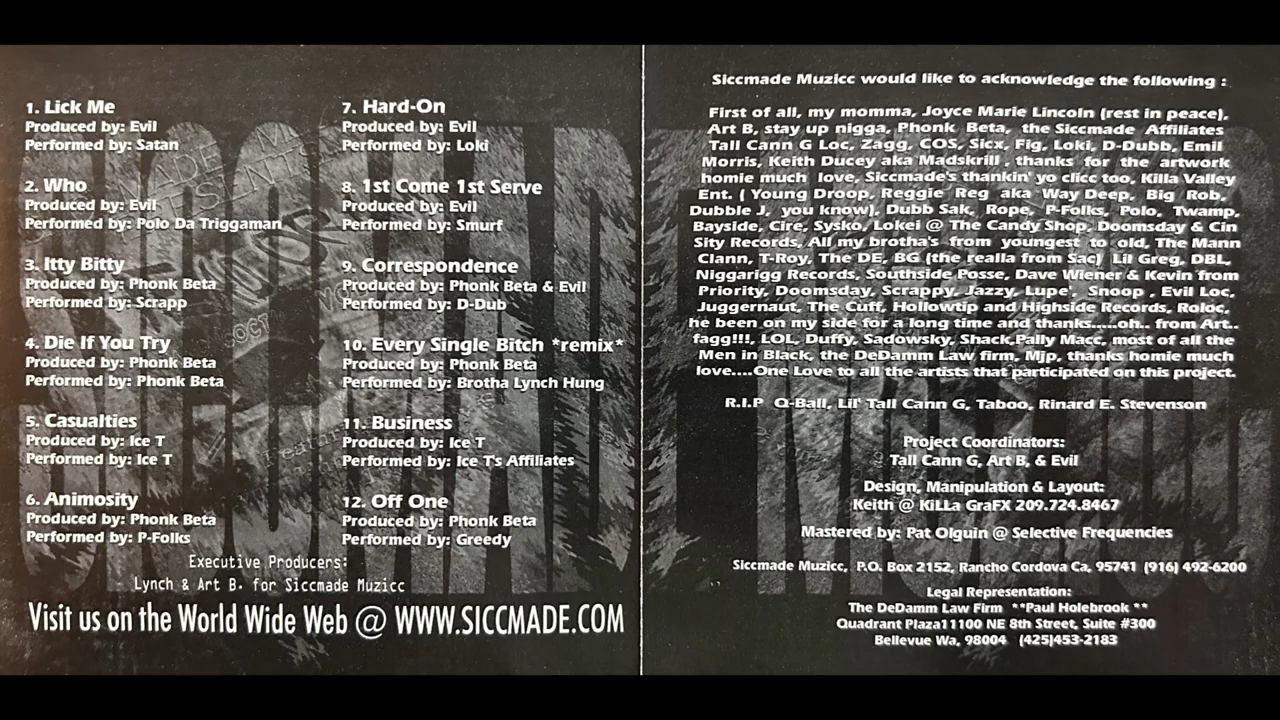 1. Lick Me
Produced by: Evil
Performed by: Satan
2. Who
Produced by: Evil
Performed by: Polo Da Triggaman
3. Itty Bitty
Produced by: Phonk Beta
Performed by: Scrapp
4. Die If You Try
Produced by: Phonk Beta
Performed by: Phonk Beta
5. Casualties
Produced by: Ice T
Performed by: Ice T
6. Animosity
Produced by: Phonk Beta
Performed by: P-Folks
7. Hard-On
Produced by: Evil
Performed by: Loki
8. 1st Come 1st Serve
Produced by: Evil
Performed by: Smurf
9. Correspondence
Produced by: Phonk Beta & Evil
Performed by: D-Dub
10. Every Single Bitch *remix*
Produced by: Phonk Beta
Performed by: Brotha Lynch Hung
11. Business
Produced by: Ice T
Performed by: Ice T's Affiliates
12. Off One
Produced by: Phonk Beta
Performed by: Greedy
Executive Producers:
Lynch & Art B. for Siccmade Muzicc
Visit us on the World Wide Web @ WWW.SICCMADE.COM
Siccmade Muzicc would like to acknowledge the following :
First of all, my momma, Joyce Marie Lincoln (rest in peace),
Art B, stay up nigga, Phonk Beta, the Siccmade Affiliates
Tall Cann G Loc, Zagg, COS, Sicx, Fig, Loki, D-Dubb, Emil
Morris, Keith Ducey aka Madskrill , thanks for the artwork
homie much love, Siccmade's thankin' yo clicc too, Killa Valley
Ent. ( Young Droop, Reggie Reg aka Way Deep, Big Rob,
Dubble J, you know), Dubb Sak, Rope, P-Folks, Polo, Twamp,
Bayside, Cire, Sysko, Lokei @ The Candy Shop, Doomsday & Cin
Sity Records, All my brotha's from youngest to old, The Mann
Clann, T-Roy, The DE, BG (the realla from Sac) Lil Greg, DBL,
Niggarigg Records, Southside Posse, Dave Wiener & Kevin from
Priority, Doomsday, Scrappy, Jazzy, Lupe', Snoop , Evil Loc,
Juggernaut, The Cuff, Hollowtip and Highside Records, Roloc,
he been on my side for a long time and thanks.....oh.. from Art..
fagg!!!, LOL, Duffy, Sadowsky, Shack,Pally Macc, most of all the
Men in Black, the DeDamm Law firm, Mjp, thanks homie much
love....One Love to all the artists that participated on this project.
R.I.P Q-Ball, Lil' Tall Cann G, Taboo, Rinard E. Stevenson
Project Coordinators:
Tall Cann G, Art B, & Evil
Design, Manipulation & Layout:
Keith @ KiLLa GraFX 209.724.8467
Mastered by: Pat Olguin @ Selective Frequencies
Siccmade Muzicc, P.O. Box 2152, Rancho Cordova Ca, 95741 (916) 492-6200
Legal Representation:
The DeDamm Law Firm **Paul Holebrook **
Quadrant Plaza11100 NE 8th Street, Suite #300
Bellevue Wa, 98004 (425)453-2183